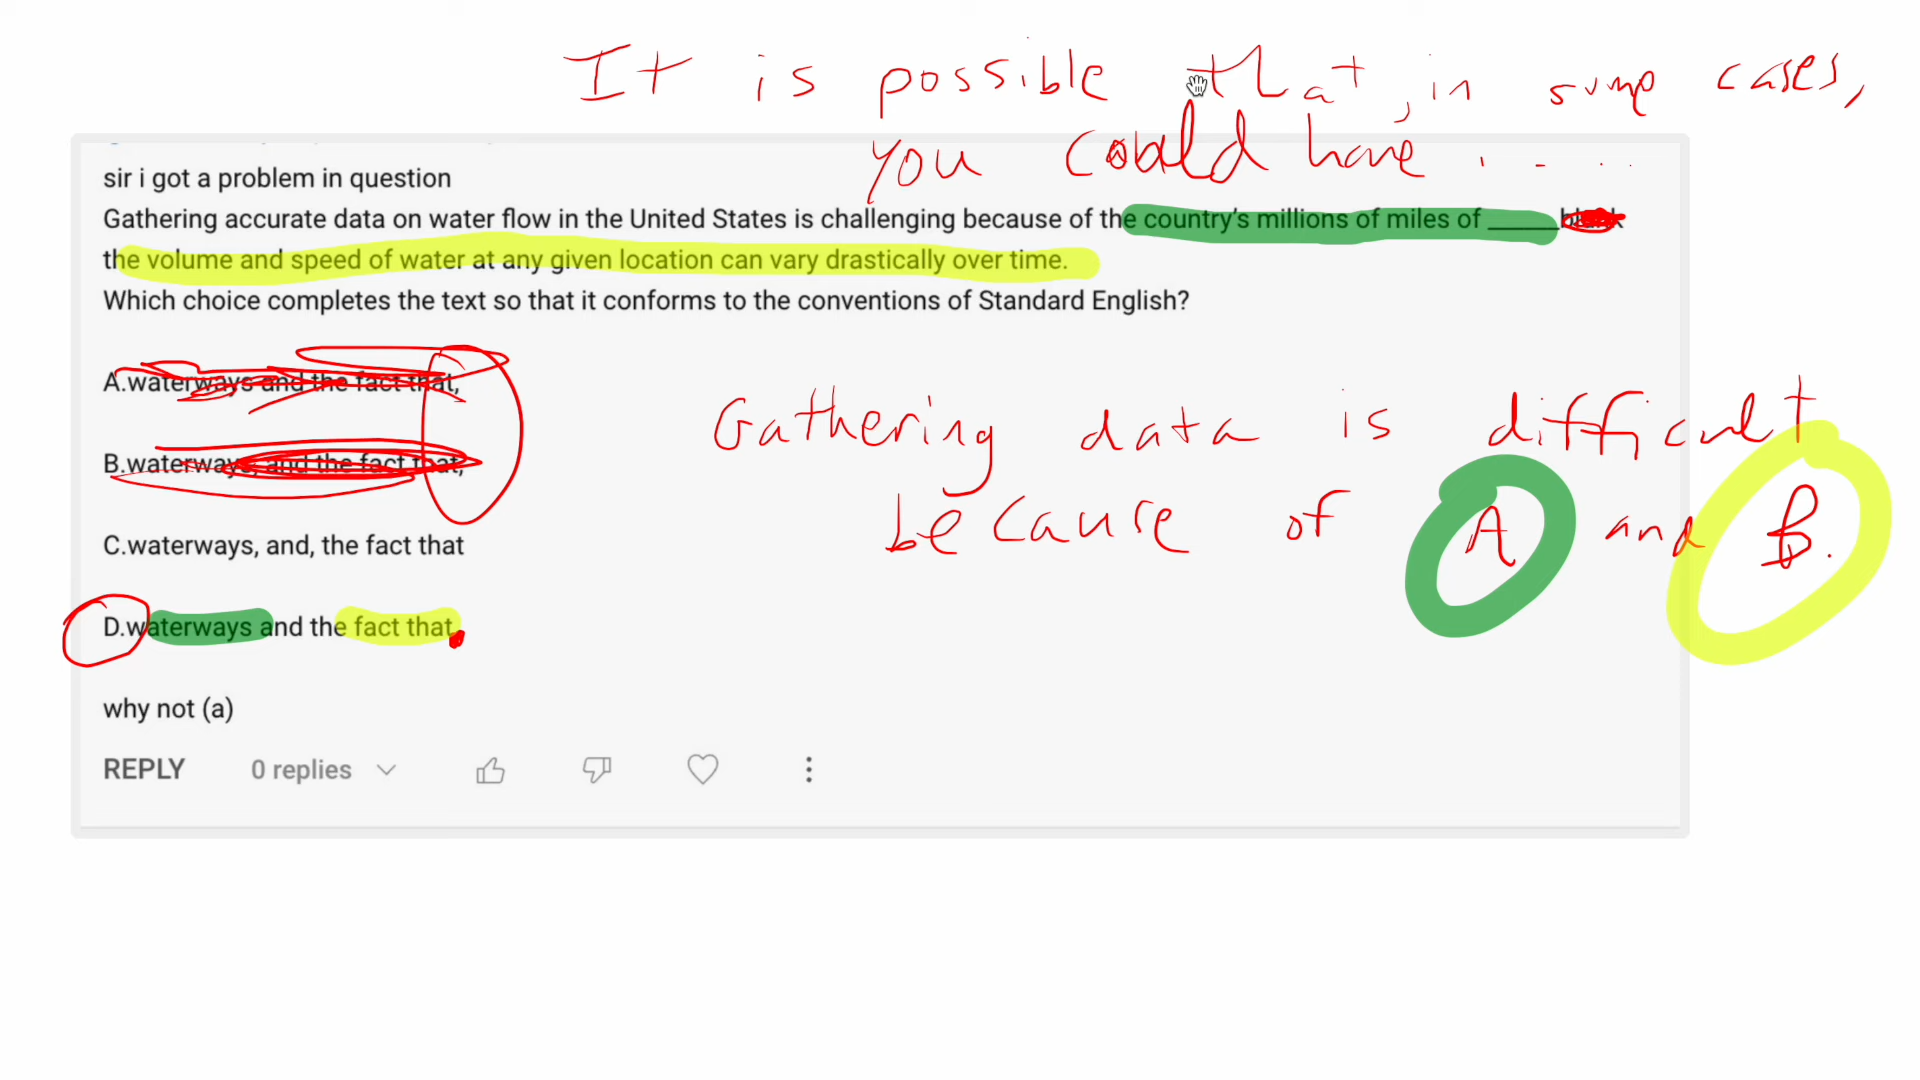 It is possible that, in some cases,
you could have . . . .
sir i got a problem in question
Gathering accurate data on water flow in the United States is challenging because of the country's millions of miles of ______blank
the volume and speed of water at any given location can vary drastically over time.
Which choice completes the text so that it conforms to the conventions of Standard English?
A.waterways and the fact that,
Gathering data is difficult
B.waterways, and the fact that,
because of A and B.
C.waterways, and, the fact that
D.waterways and the fact that.
why not (a)
REPLY 0 replies